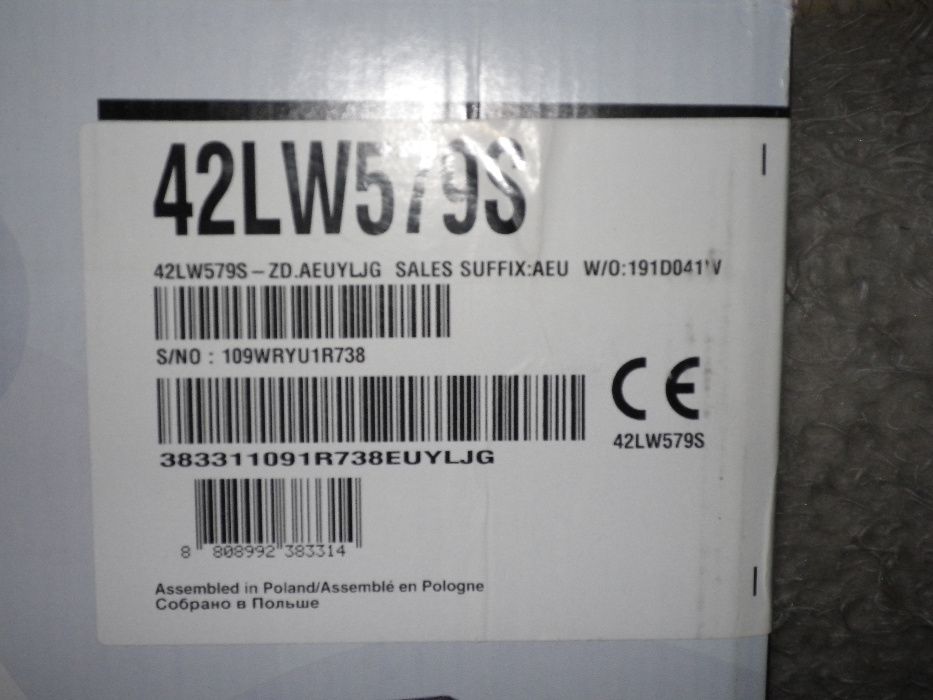 42LW579S
42LW579S-ZD.AEUYLJG SALES SUFFIX:AEU W/O:191D041W
S/NO : 109WRYU1R738
CE
42LW579S
383311091R738EUYLJG
8 808992 383314
Assembled in Poland/Assemblé en Pologne
Собрано в Польше